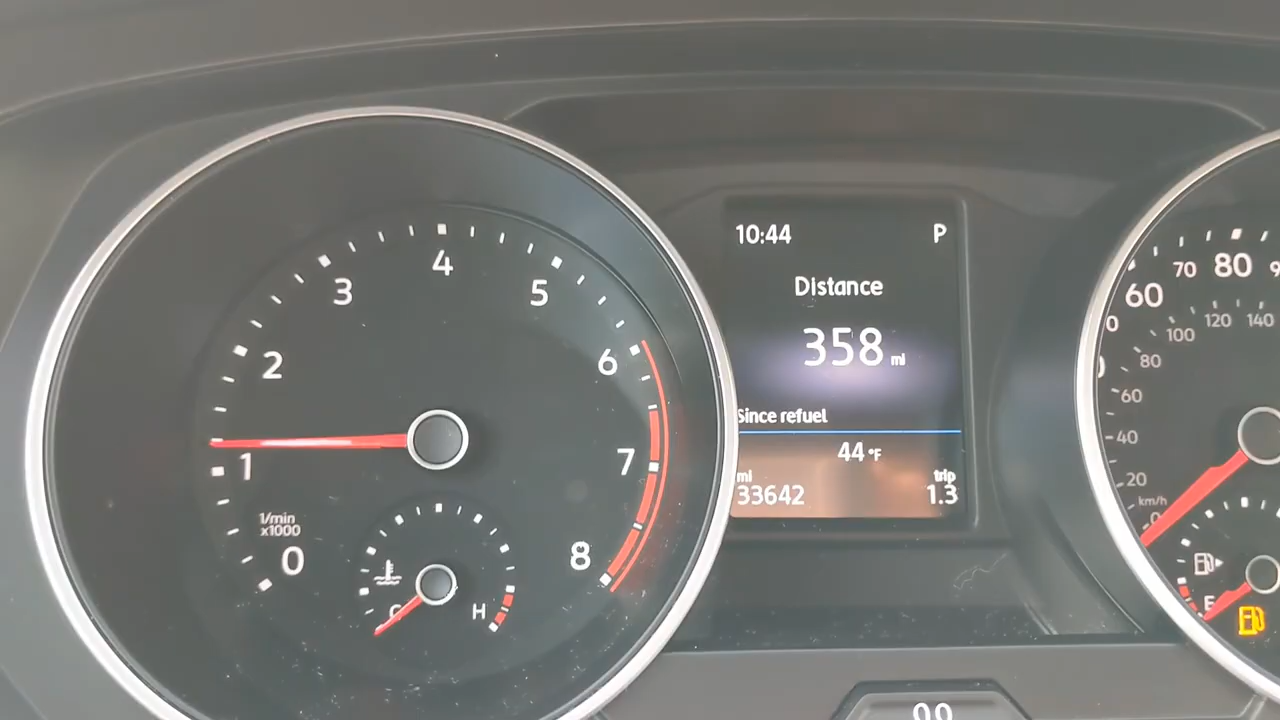 0
1
2
3
4
5
6
7
8
1/min
x1000
C
H
10:44 P
Distance
358 mi
Since refuel
44 °F
mi trip
33642 1.3
60
70
80
20
40
60
80
100
120
140
km/h
0
E